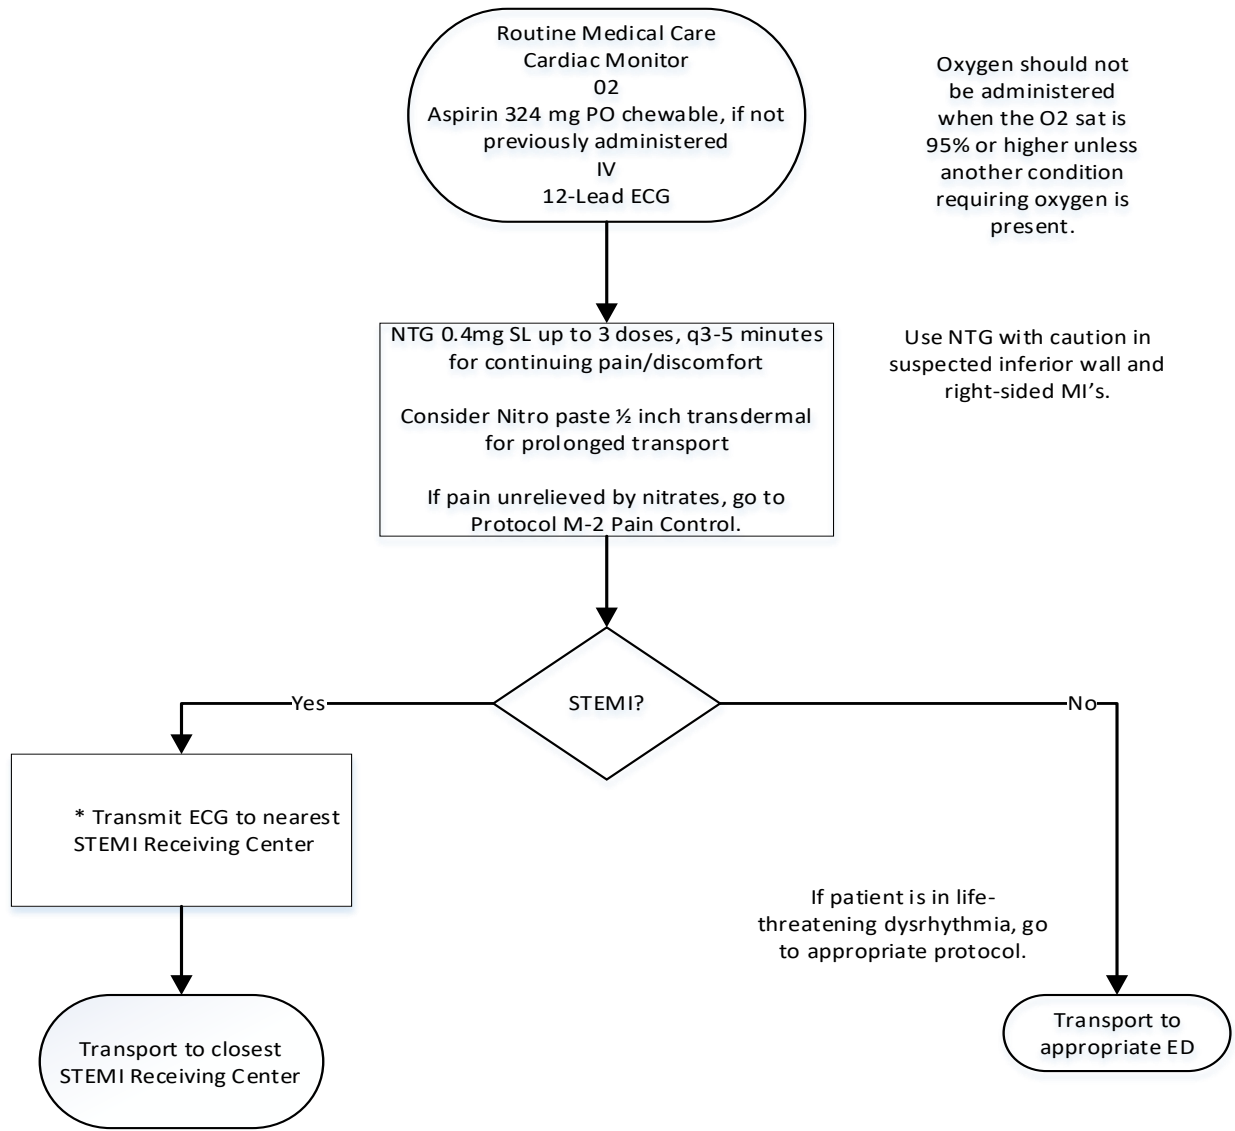 Routine Medical Care
Cardiac Monitor
02
Aspirin 324 mg PO chewable, if not
previously administered
IV
12-Lead ECG
Oxygen should not
be administered
when the O2 sat is
95% or higher unless
another condition
requiring oxygen is
present.
NTG 0.4mg SL up to 3 doses, q3-5 minutes
for continuing pain/discomfort
Consider Nitro paste ½ inch transdermal
for prolonged transport
If pain unrelieved by nitrates, go to
Protocol M-2 Pain Control.
Use NTG with caution in
suspected inferior wall and
right-sided MI’s.
STEMI?
Yes
No
* Transmit ECG to nearest
STEMI Receiving Center
If patient is in life-
threatening dysrhythmia, go
to appropriate protocol.
Transport to closest
STEMI Receiving Center
Transport to
appropriate ED